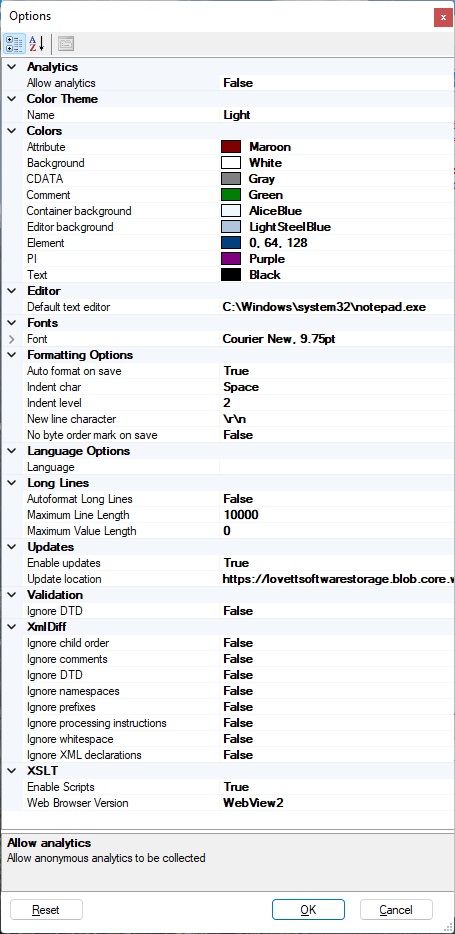 Options
Analytics
Allow analytics False
Color Theme
Name Light
Colors
Attribute Maroon
Background White
CDATA Gray
Comment Green
Container background AliceBlue
Editor background LightSteelBlue
Element 0, 64, 128
PI Purple
Text Black
Editor
Default text editor C:\Windows\system32\notepad.exe
Fonts
Font Courier New, 9.75pt
Formatting Options
Auto format on save True
Indent char Space
Indent level 2
New line character \r\n
No byte order mark on save False
Language Options
Language
Long Lines
Autoformat Long Lines False
Maximum Line Length 10000
Maximum Value Length 0
Updates
Enable updates True
Update location https://lovettsoftwarestorage.blob.core.w
Validation
Ignore DTD False
XmlDiff
Ignore child order False
Ignore comments False
Ignore DTD False
Ignore namespaces False
Ignore prefixes False
Ignore processing instructions False
Ignore whitespace False
Ignore XML declarations False
XSLT
Enable Scripts True
Web Browser Version WebView2
Allow analytics
Allow anonymous analytics to be collected
Reset OK Cancel